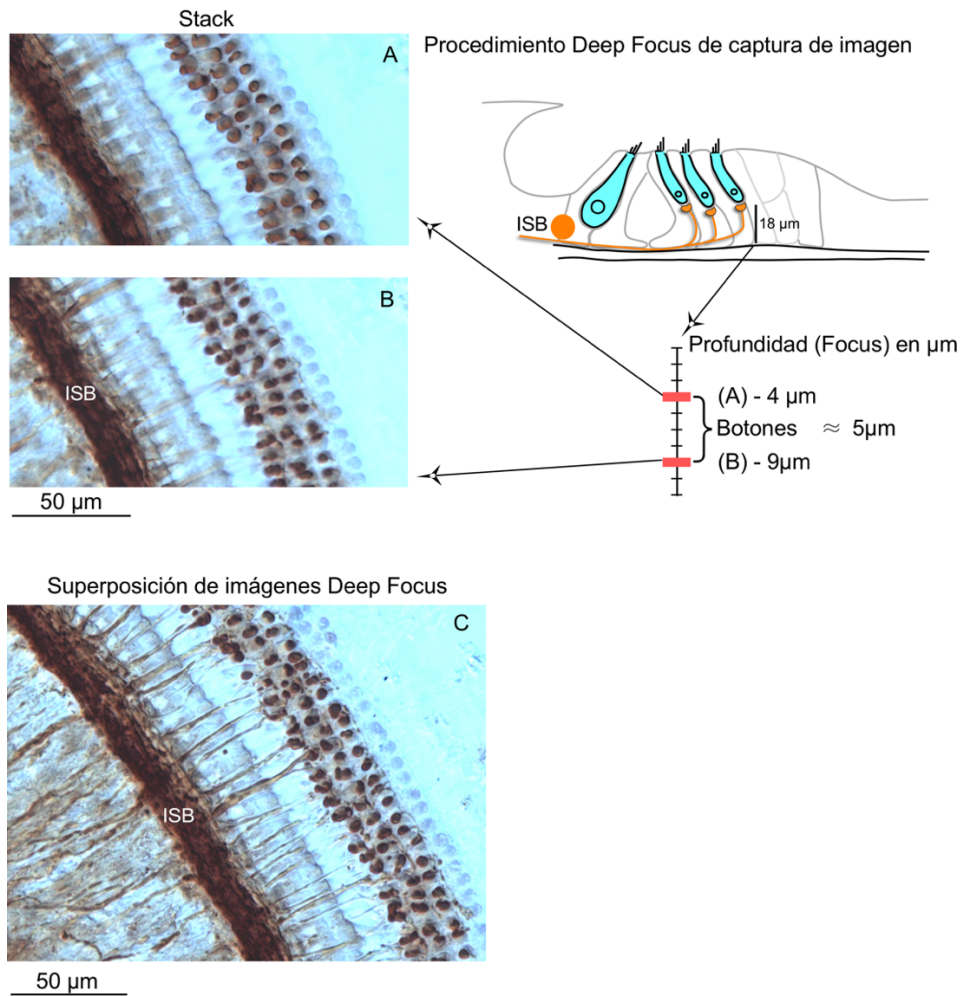 Stack
A
Procedimiento Deep Focus de captura de imagen
ISB
18 µm
B
ISB
Profundidad (Focus) en µm
(A) - 4 µm
Botones ≈ 5µm
(B) - 9µm
50 µm
Superposición de imágenes Deep Focus
C
ISB
50 µm